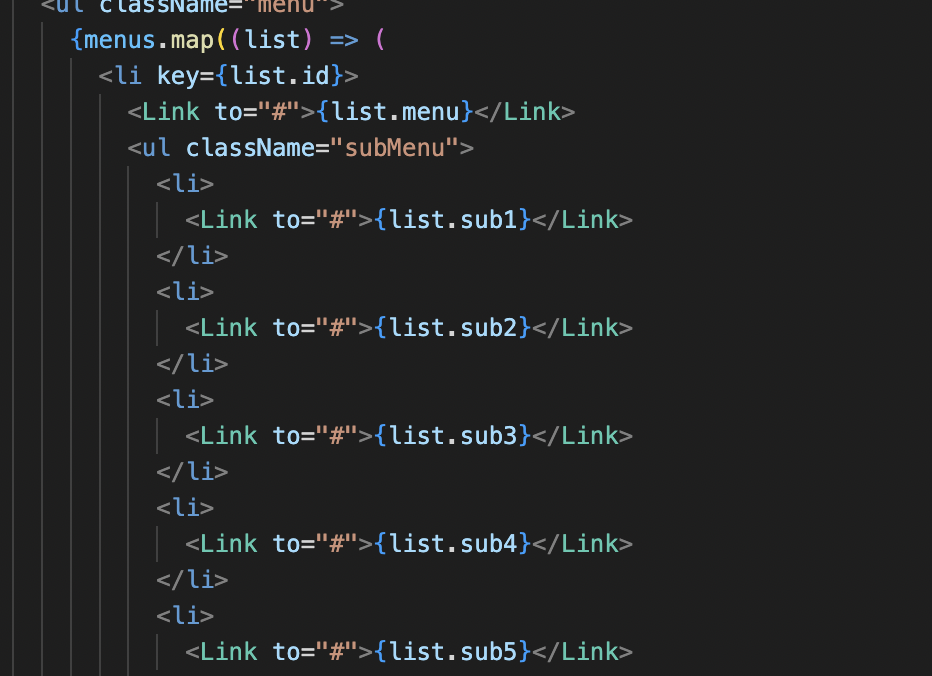 <ul className="menu">
{menus.map((list) => (
<li key={list.id}>
<Link to="#">{list.menu}</Link>
<ul className="subMenu">
<li>
<Link to="#">{list.sub1}</Link>
</li>
<li>
<Link to="#">{list.sub2}</Link>
</li>
<li>
<Link to="#">{list.sub3}</Link>
</li>
<li>
<Link to="#">{list.sub4}</Link>
</li>
<li>
<Link to="#">{list.sub5}</Link>